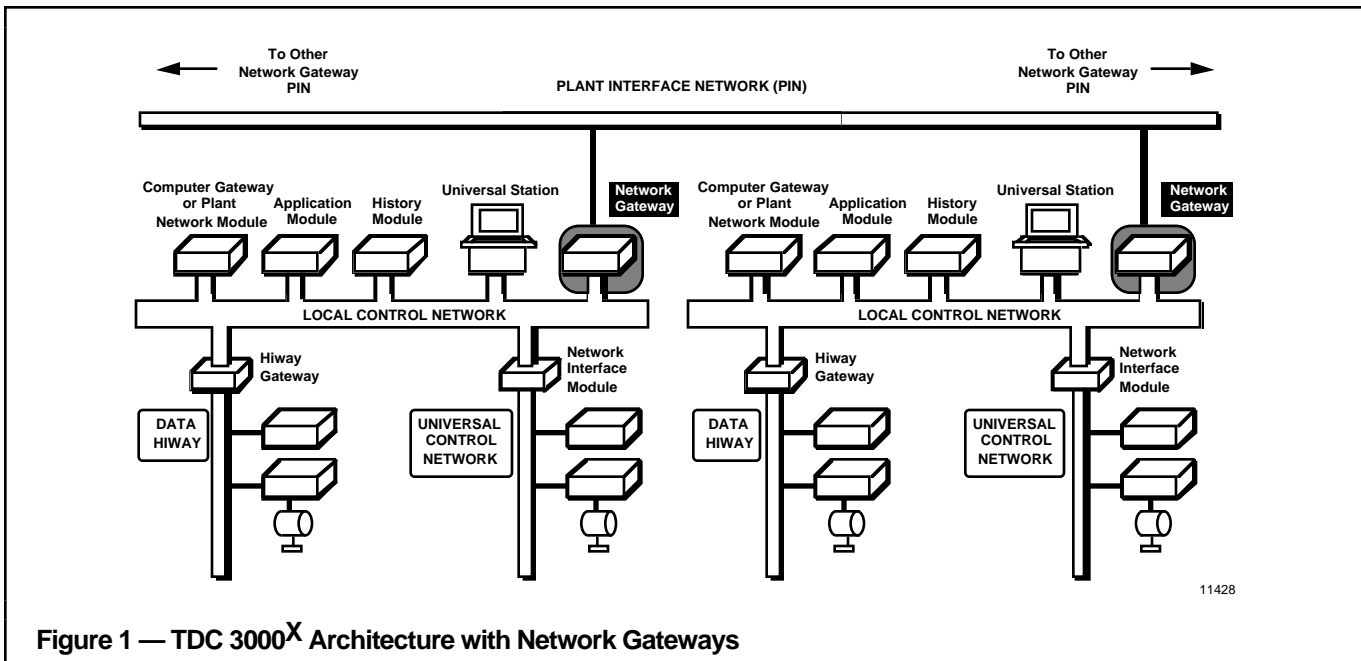 To Other
Network Gateway
PIN
To Other
Network Gateway
PIN
PLANT INTERFACE NETWORK (PIN)
Computer Gateway
or Plant
Network Module
Application
Module
History
Module
Universal Station
Network
Gateway
Computer Gateway
or Plant
Network Module
Application
Module
History
Module
Universal Station
Network
Gateway
LOCAL CONTROL NETWORK
LOCAL CONTROL NETWORK
Hiway
Gateway
Network
Interface
Module
Hiway
Gateway
Network
Interface
Module
DATA
HIWAY
UNIVERSAL
CONTROL
NETWORK
DATA
HIWAY
UNIVERSAL
CONTROL
NETWORK
11428
Figure 1 — TDC 3000X Architecture with Network Gateways